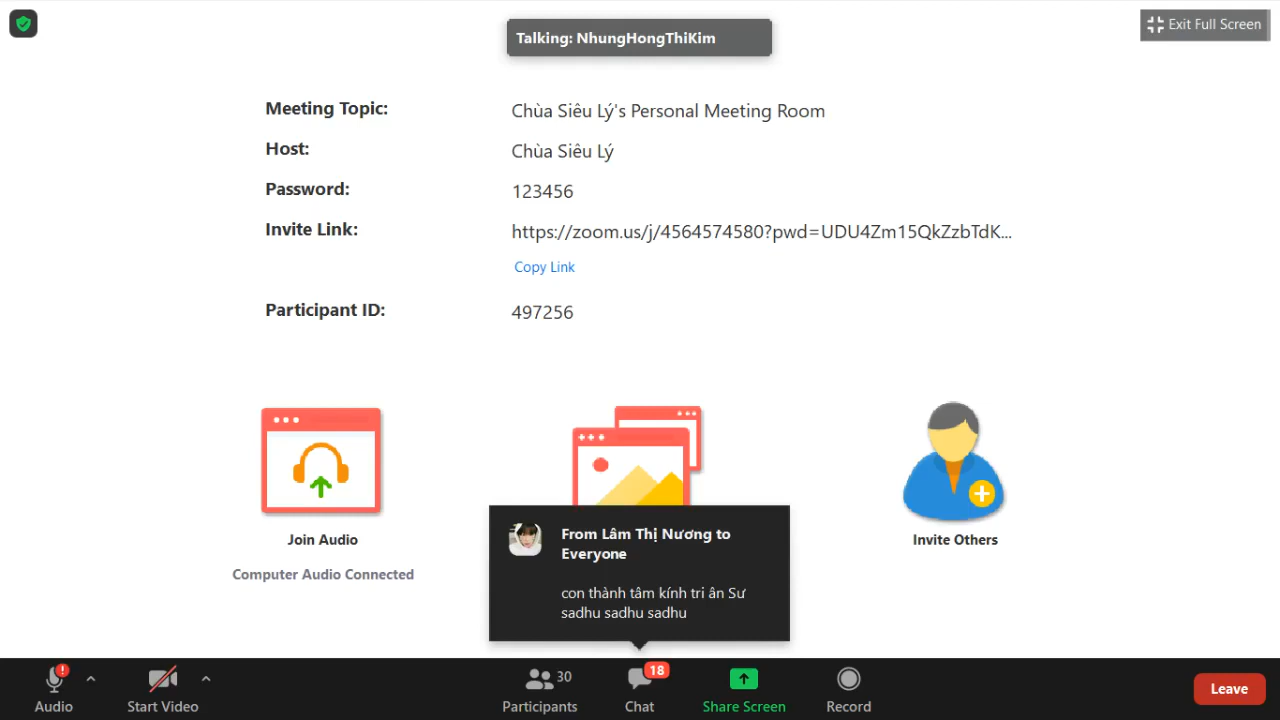 Talking: NhungHongThiKim
Exit Full Screen
Meeting Topic: Chùa Siêu Lý's Personal Meeting Room
Host: Chùa Siêu Lý
Password: 123456
Invite Link: https://zoom.us/j/4564574580?pwd=UDU4Zm15QkZzbTdK...
Copy Link
Participant ID: 497256
Join Audio
Computer Audio Connected
Invite Others
From Lâm Thị Nương to
Everyone
con thành tâm kính tri ân Sư
sadhu sadhu sadhu
Audio
Start Video
30
Participants
18
Chat
Share Screen
Record
Leave